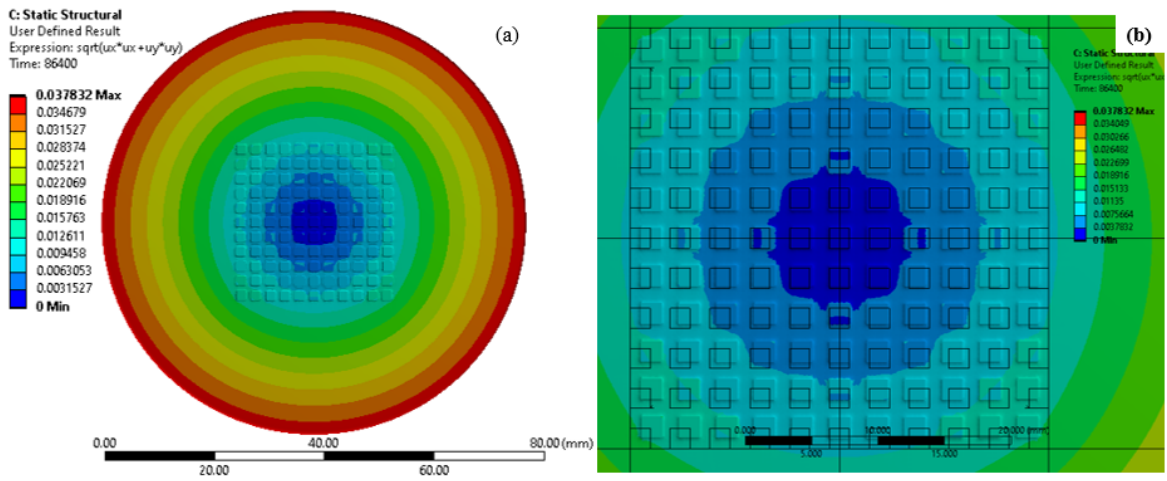 C: Static Structural
User Defined Result
Expression: sqrt(ux*ux+uy*uy)
Time: 86400
(a)
0.037832 Max
0.034679
0.031527
0.028374
0.025221
0.022069
0.018916
0.015763
0.012611
0.009458
0.0063053
0.0031527
0 Min
0.00
40.00
80.00 (mm)
20.00
60.00
(b)
C: Static Structural
User Defined Result
Expression: sqrt(ux*ux
Time: 86400
0.037832 Max
0.034049
0.030266
0.026482
0.022699
0.018916
0.015133
0.01135
0.0075664
0.0037832
0 Min
0.000
10.000
20.000 (mm)
5.000
15.000